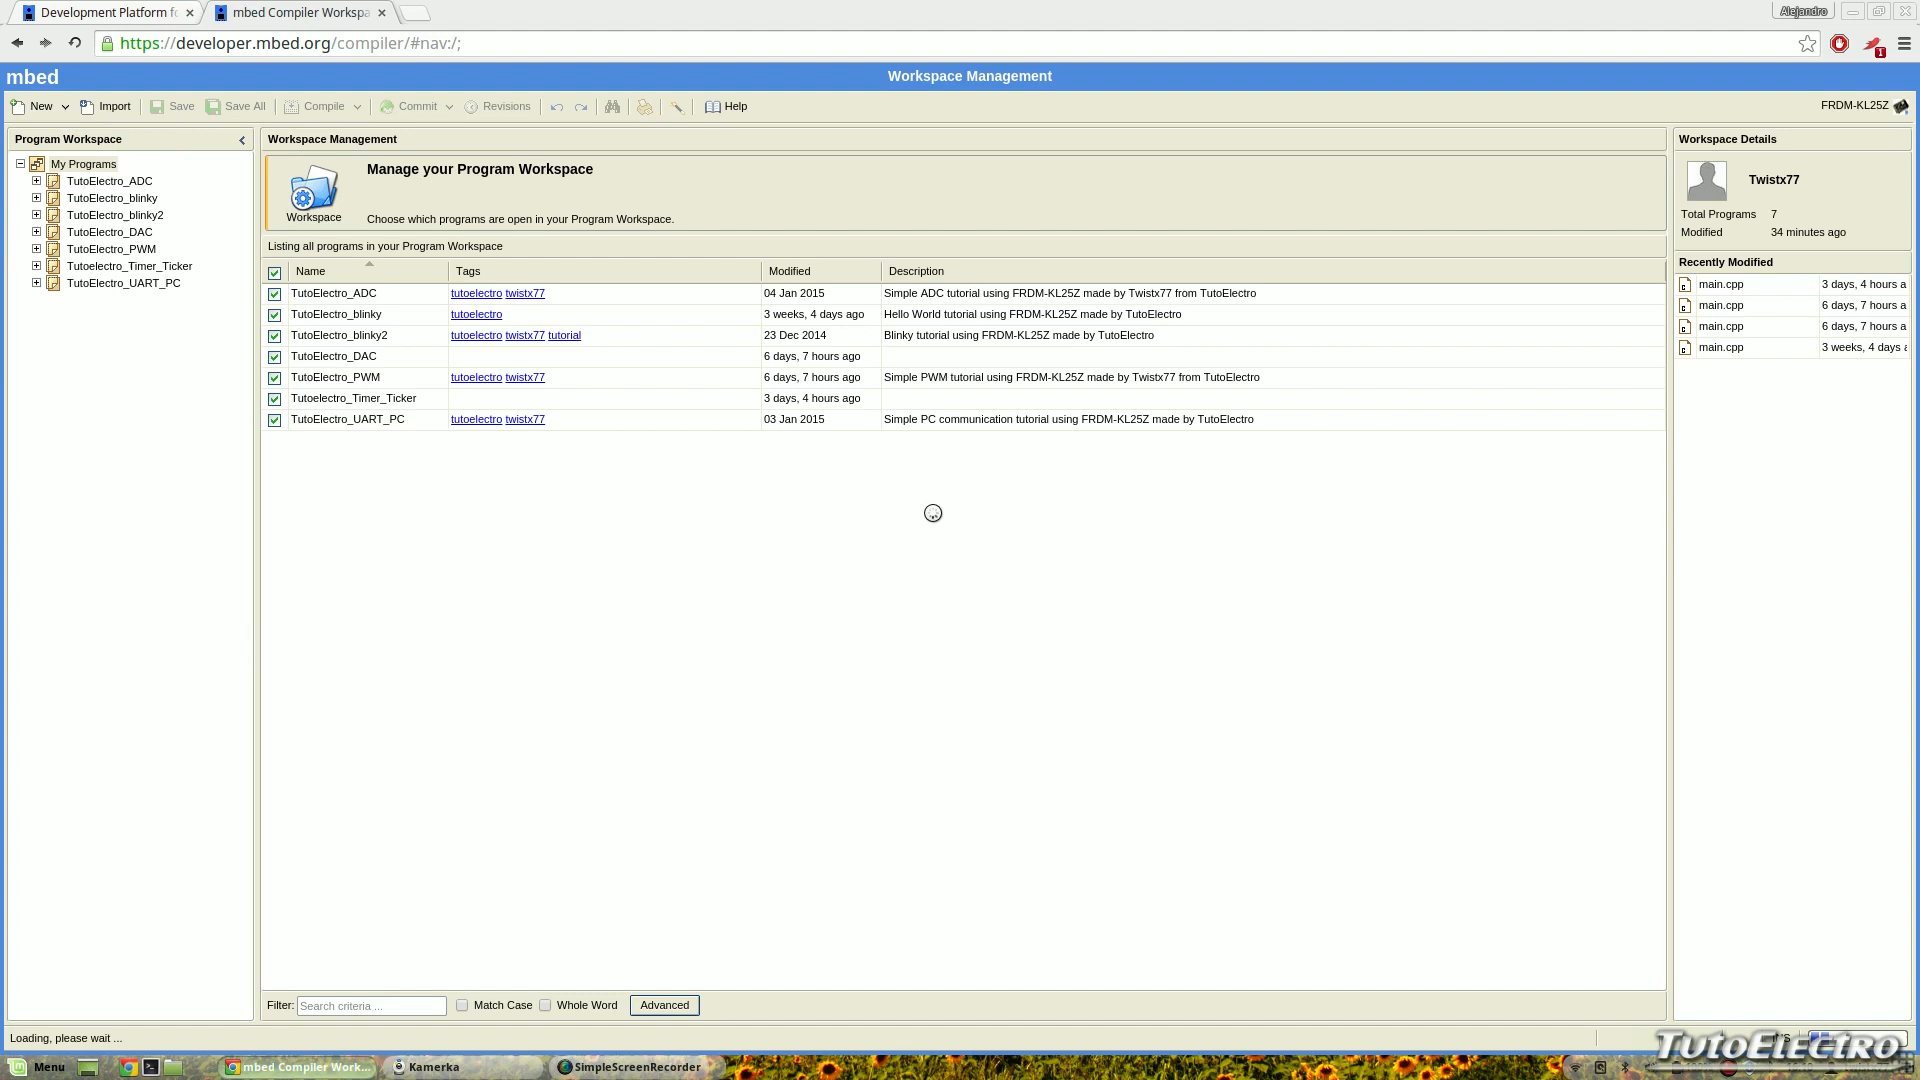 Development Platform fo
mbed Compiler Workspa
Alejandro
https://developer.mbed.org/compiler/#nav:/;
1
mbed
Workspace Management
New
Import
Save
Save All
Compile
Commit
Revisions
Help
FRDM-KL25Z
Program Workspace
My Programs
TutoElectro_ADC
TutoElectro_blinky
TutoElectro_blinky2
TutoElectro_DAC
TutoElectro_PWM
Tutoelectro_Timer_Ticker
TutoElectro_UART_PC
Workspace Management
Workspace
Manage your Program Workspace
Choose which programs are open in your Program Workspace.
Listing all programs in your Program Workspace
Name Tags Modified Description
TutoElectro_ADC tutoelectro twistx77 04 Jan 2015 Simple ADC tutorial using FRDM-KL25Z made by Twistx77 from TutoElectro
TutoElectro_blinky tutoelectro 3 weeks, 4 days ago Hello World tutorial using FRDM-KL25Z made by TutoElectro
TutoElectro_blinky2 tutoelectro twistx77 tutorial 23 Dec 2014 Blinky tutorial using FRDM-KL25Z made by TutoElectro
TutoElectro_DAC 6 days, 7 hours ago
TutoElectro_PWM tutoelectro twistx77 6 days, 7 hours ago Simple PWM tutorial using FRDM-KL25Z made by Twistx77 from TutoElectro
Tutoelectro_Timer_Ticker 3 days, 4 hours ago
TutoElectro_UART_PC tutoelectro twistx77 03 Jan 2015 Simple PC communication tutorial using FRDM-KL25Z made by TutoElectro
Filter: Search criteria ... Match Case Whole Word Advanced
Workspace Details
Twistx77
Total Programs 7
Modified 34 minutes ago
Recently Modified
main.cpp 3 days, 4 hours a
main.cpp 6 days, 7 hours a
main.cpp 6 days, 7 hours a
main.cpp 3 weeks, 4 days a
Loading, please wait ...
TutoElectro
Menu
mbed Compiler Work...
Kamerka
SimpleScreenRecorder